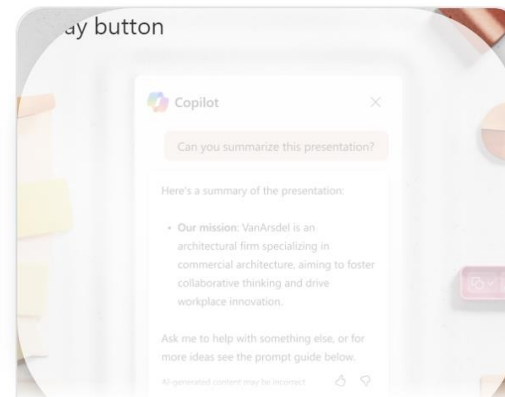 ay button
Copilot
Can you summarize this presentation?
Here's a summary of the presentation:
• Our mission: VanArsdel is an
architectural firm specializing in
commercial architecture, aiming to foster
collaborative thinking and drive
workplace innovation.
Ask me to help with something else, or for
more ideas see the prompt guide below.
AI-generated content may be incorrect